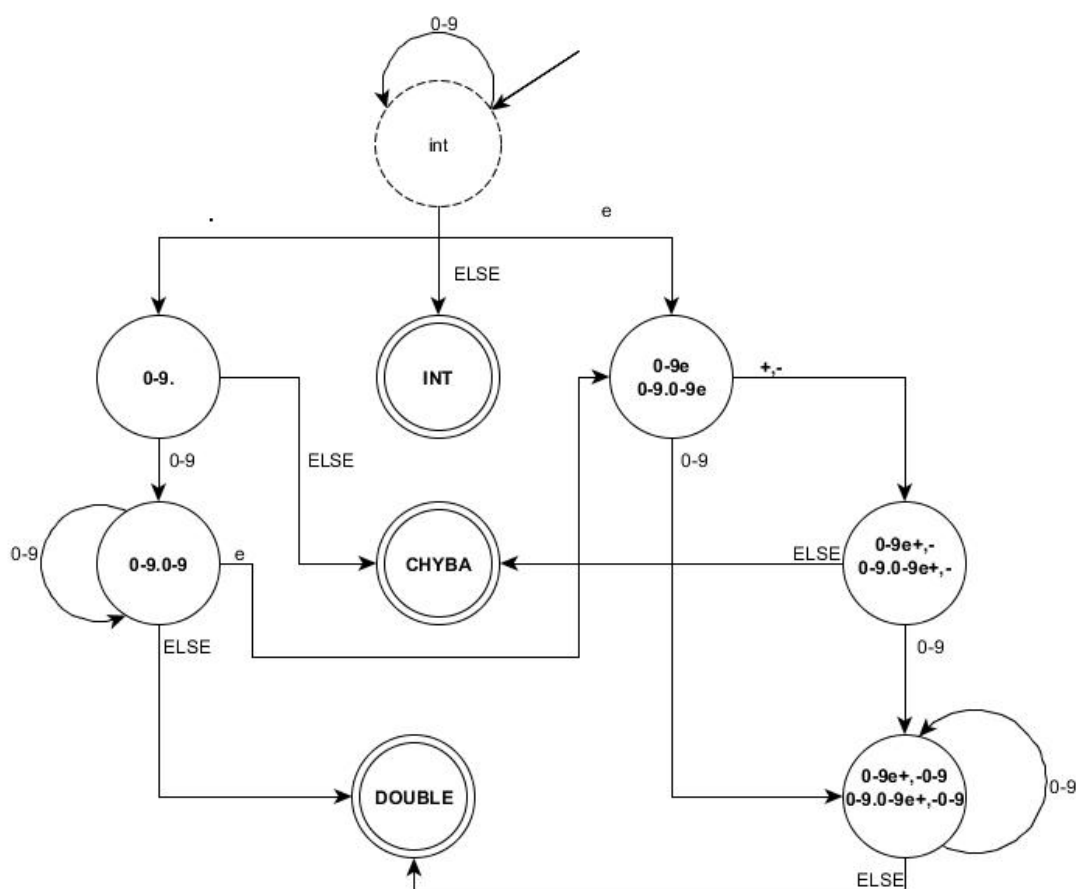 0-9
int
.
e
ELSE
0-9.
INT
0-9e
0-9.0-9e
+,-
0-9
ELSE
0-9
0-9
0-9.0-9
e
CHYBA
ELSE
0-9e+,-
0-9.0-9e+,-
ELSE
0-9
DOUBLE
0-9e+,-0-9
0-9.0-9e+,-0-9
0-9
ELSE